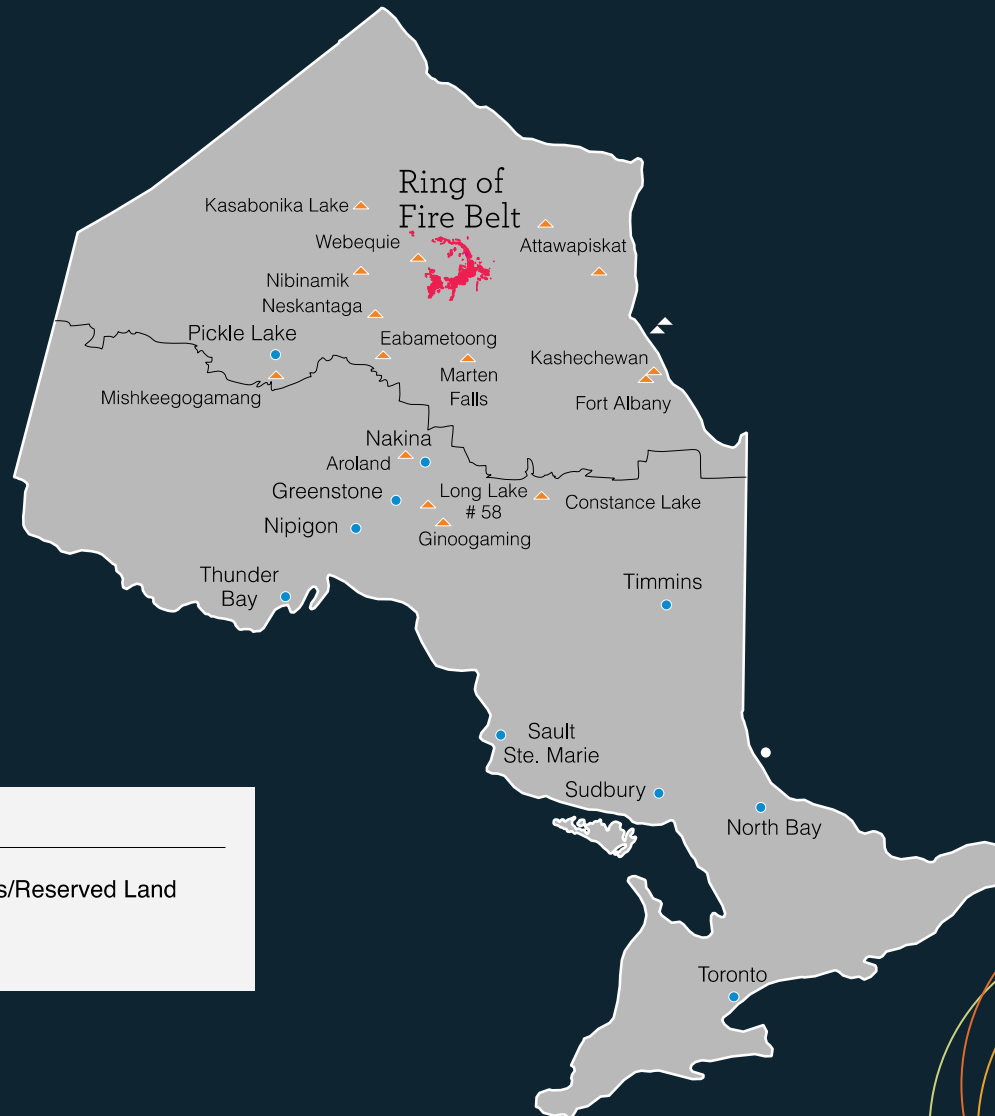 Ring of
Fire Belt
Kasabonika Lake
Webequie
Attawapiskat
Nibinamik
Neskantaga
Pickle Lake
Eabametoong
Kashechewan
Marten
Falls
Mishkeegogamang
Fort Albany
Nakina
Aroland
Greenstone
Long Lake
# 58
Constance Lake
Nipigon
Ginoogaming
Thunder
Bay
Timmins
Sault
Ste. Marie
Sudbury
North Bay
s/Reserved Land
Toronto